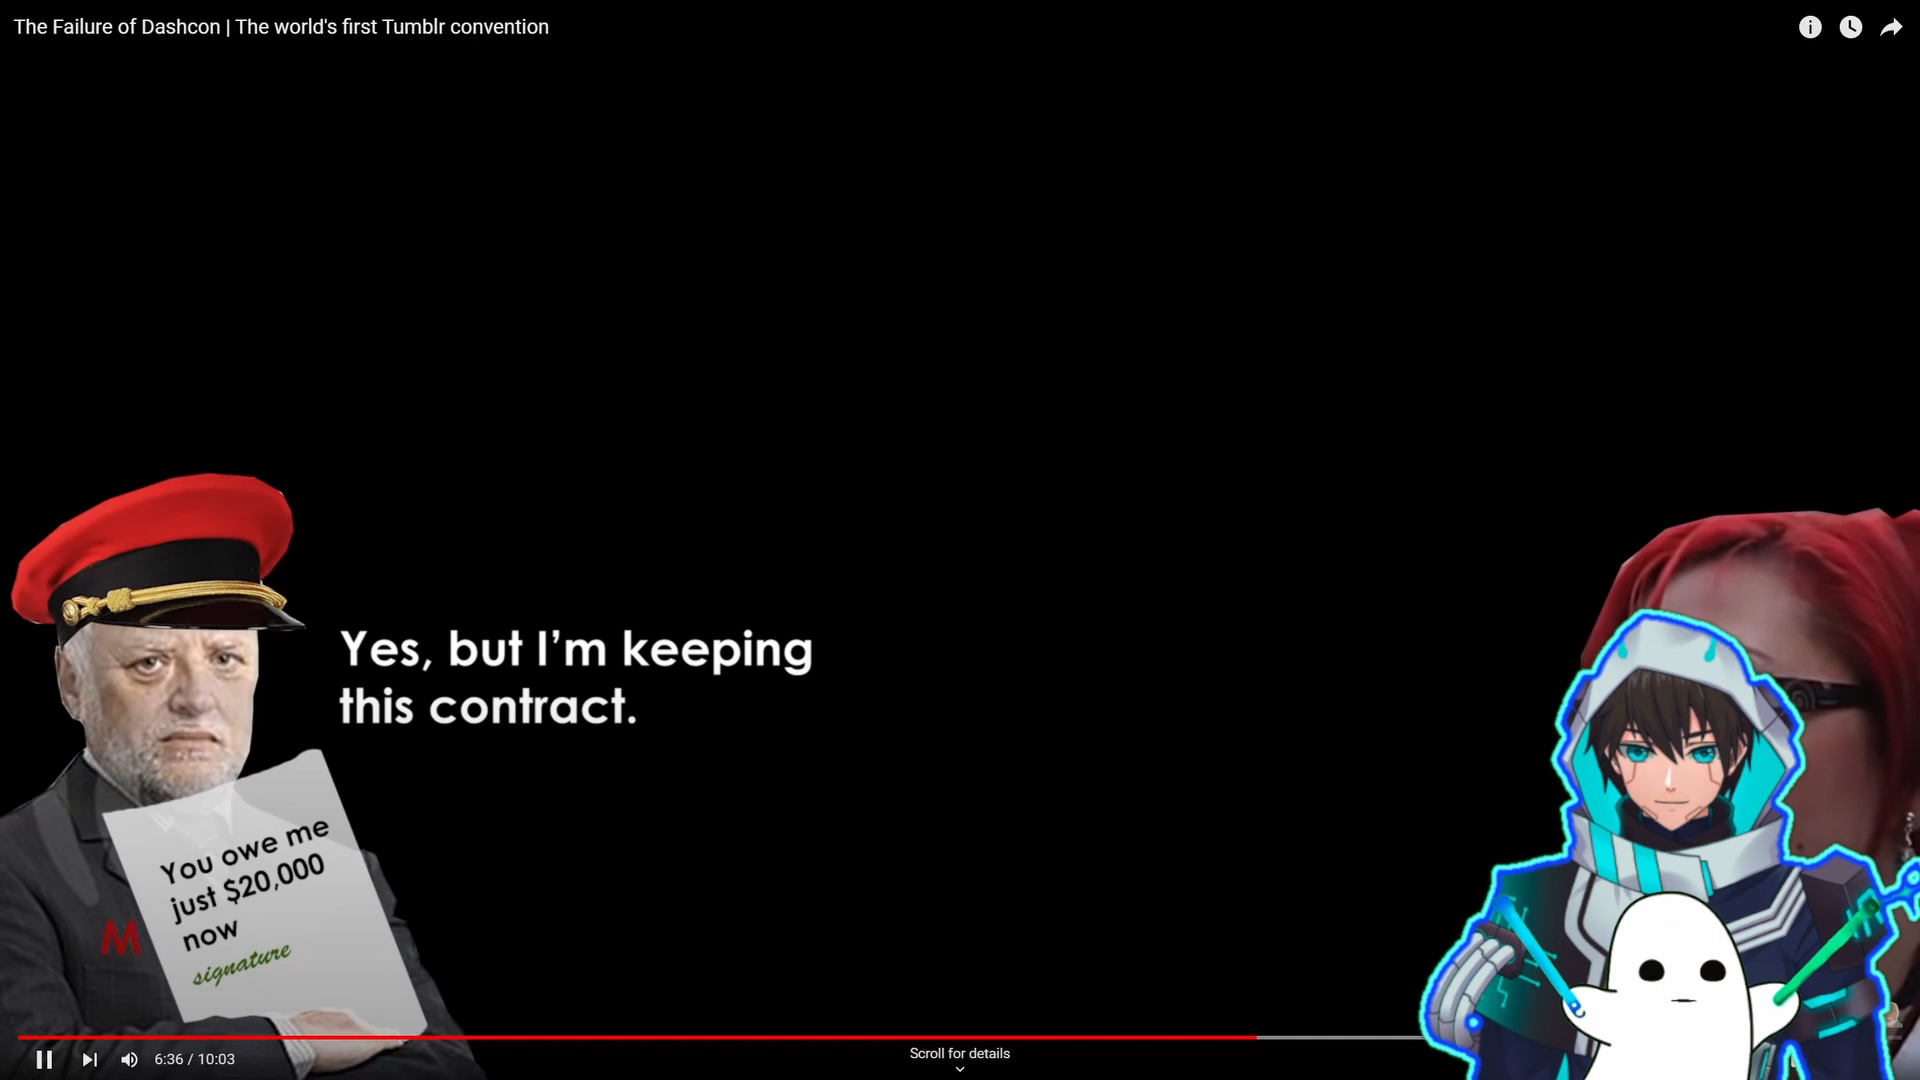 The Failure of Dashcon | The world's first Tumblr convention
Yes, but I'm keeping
this contract.
You owe me
just $20,000
now
signature
M
6:36 / 10:03
Scroll for details